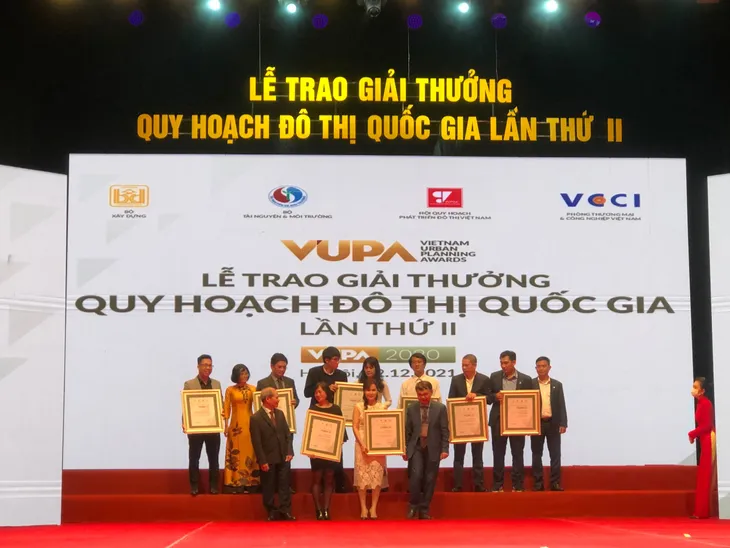 LỄ TRAO GIẢI THƯỞNG
QUY HOẠCH ĐÔ THỊ QUỐC GIA LẦN THỨ II
BỘ
XÂY DỰNG
BỘ
TÀI NGUYÊN & MÔI TRƯỜNG
HỘI QUY HOẠCH
PHÁT TRIỂN ĐÔ THỊ VIỆT NAM
VCCI
PHÒNG THƯƠNG MẠI
& CÔNG NGHIỆP VIỆT NAM
VUPA
VIETNAM
URBAN
PLANNING
AWARDS
LỄ TRAO GIẢI THƯỞNG
QUY HOẠCH ĐÔ THỊ QUỐC GIA
LẦN THỨ II
VUPA 2020
2.12.2021